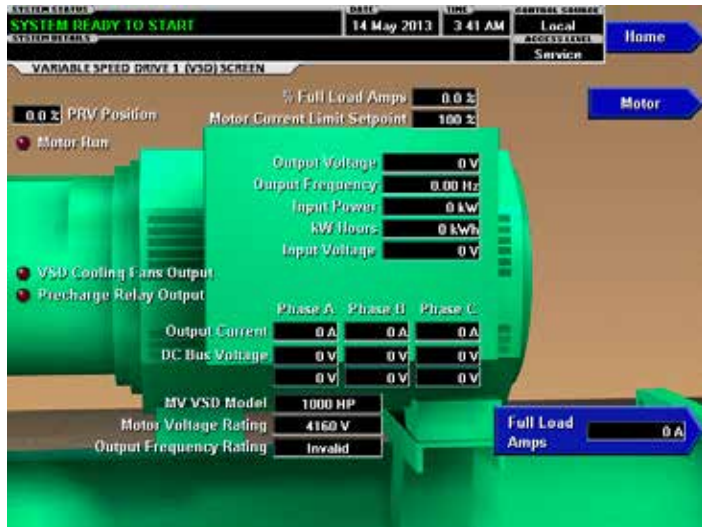 SYSTEM STATUS
SYSTEM READY TO START
DATE
14 May 2013
TIME
3 41 AM
CONTROL SOURCE
Local
SYSTEM DETAILS
ACCESS LEVEL
Service
Home
VARIABLE SPEED DRIVE 1 (VSD) SCREEN
Motor
0.0 % PRV Position
% Full Load Amps 0.0 %
Motor Current Limit Setpoint 100 %
Motor Run
Output Voltage 0 V
Output Frequency 0.00 Hz
Input Power 0 kW
kW Hours 0 kWh
Input Voltage 0 V
VSD Cooling Fans Output
Precharge Relay Output
Phase A Phase B Phase C
Output Current 0 A 0 A 0 A
DC Bus Voltage 0 V 0 V 0 V
0 V 0 V 0 V
MV VSD Model 1000 HP
Motor Voltage Rating 4160 V
Output Frequency Rating Invalid
Full Load Amps 0 A